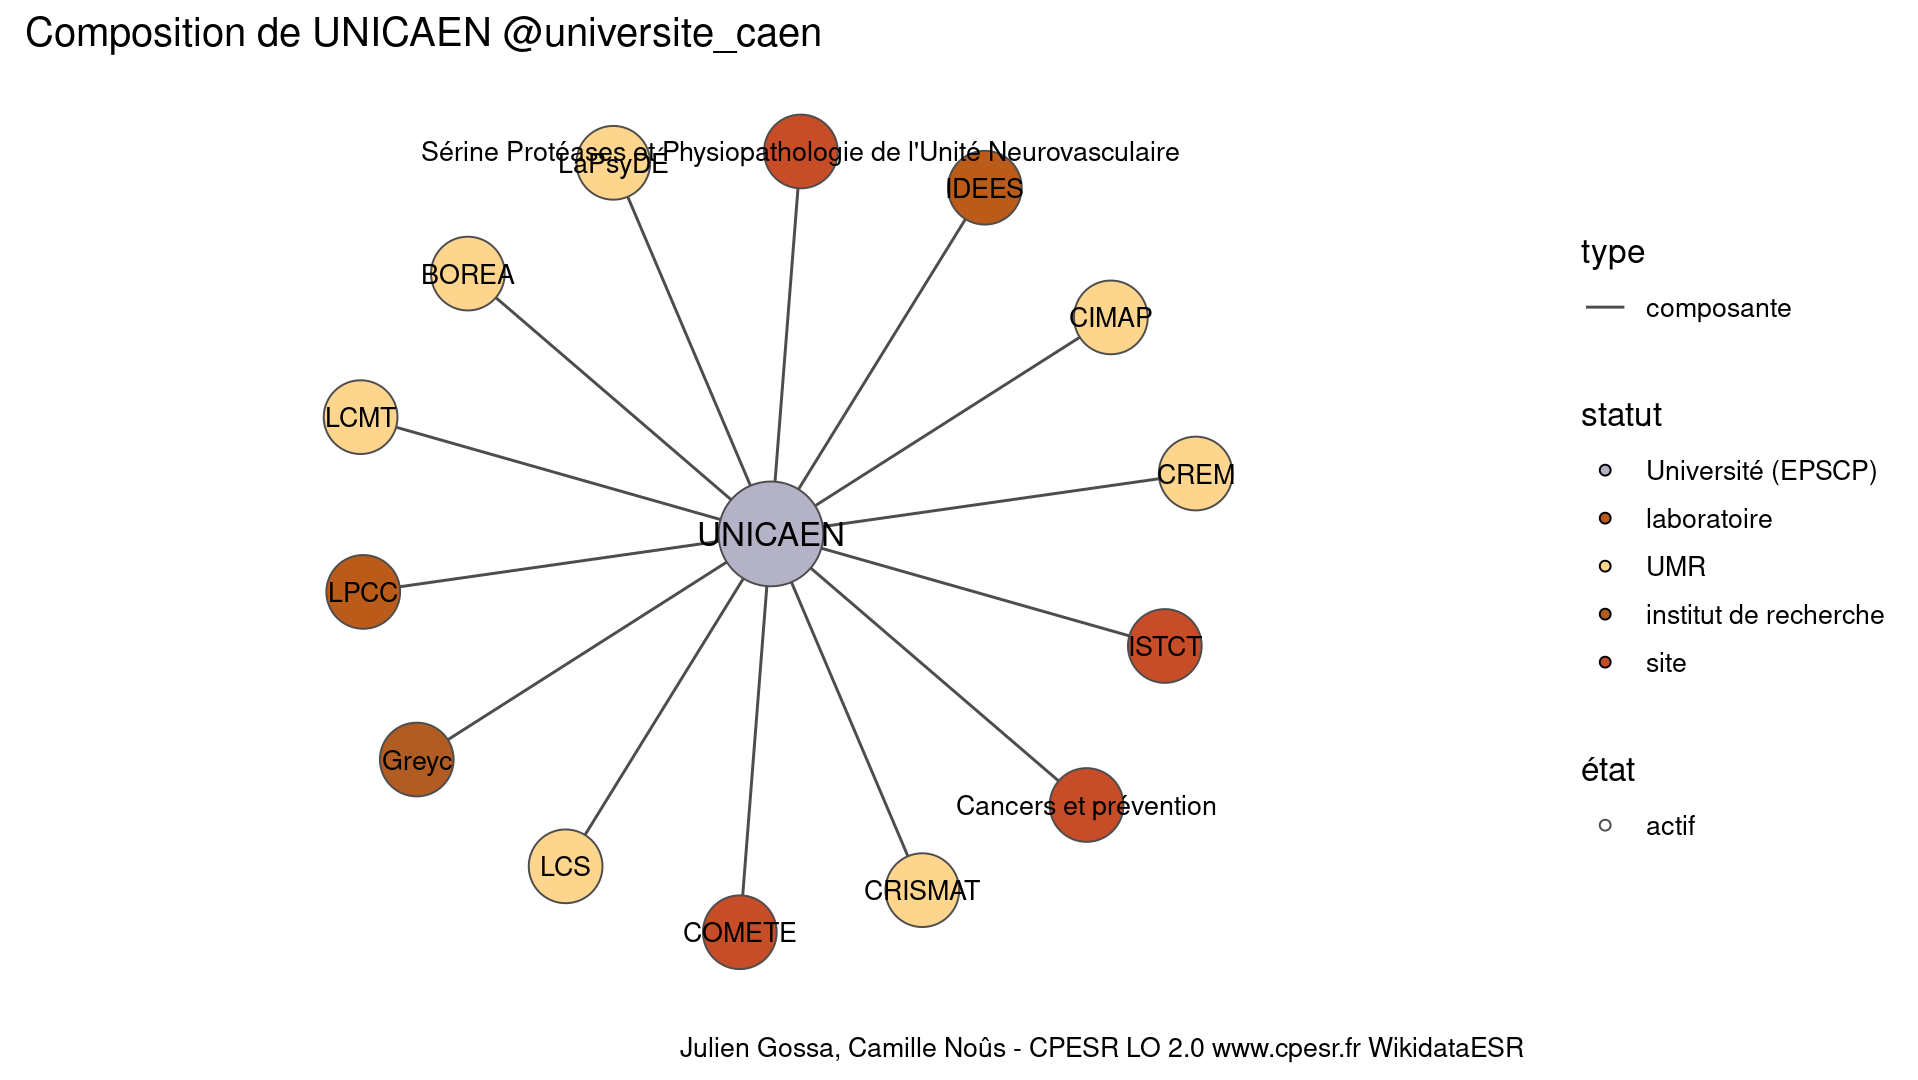 Composition de UNICAEN @universite_caen
Sérine Protéases et Physiopathologie de l'Unité Neurovasculaire
LaPsyDÉ
IDEES
BOREA
CIMAP
LCMT
CREM
UNICAEN
LPCC
ISTCT
Greyc
Cancers et prévention
LCS
CRISMAT
COMETE
type
composante
statut
Université (EPSCP)
laboratoire
UMR
institut de recherche
site
état
actif
Julien Gossa, Camille Noûs - CPESR LO 2.0 www.cpesr.fr WikidataESR